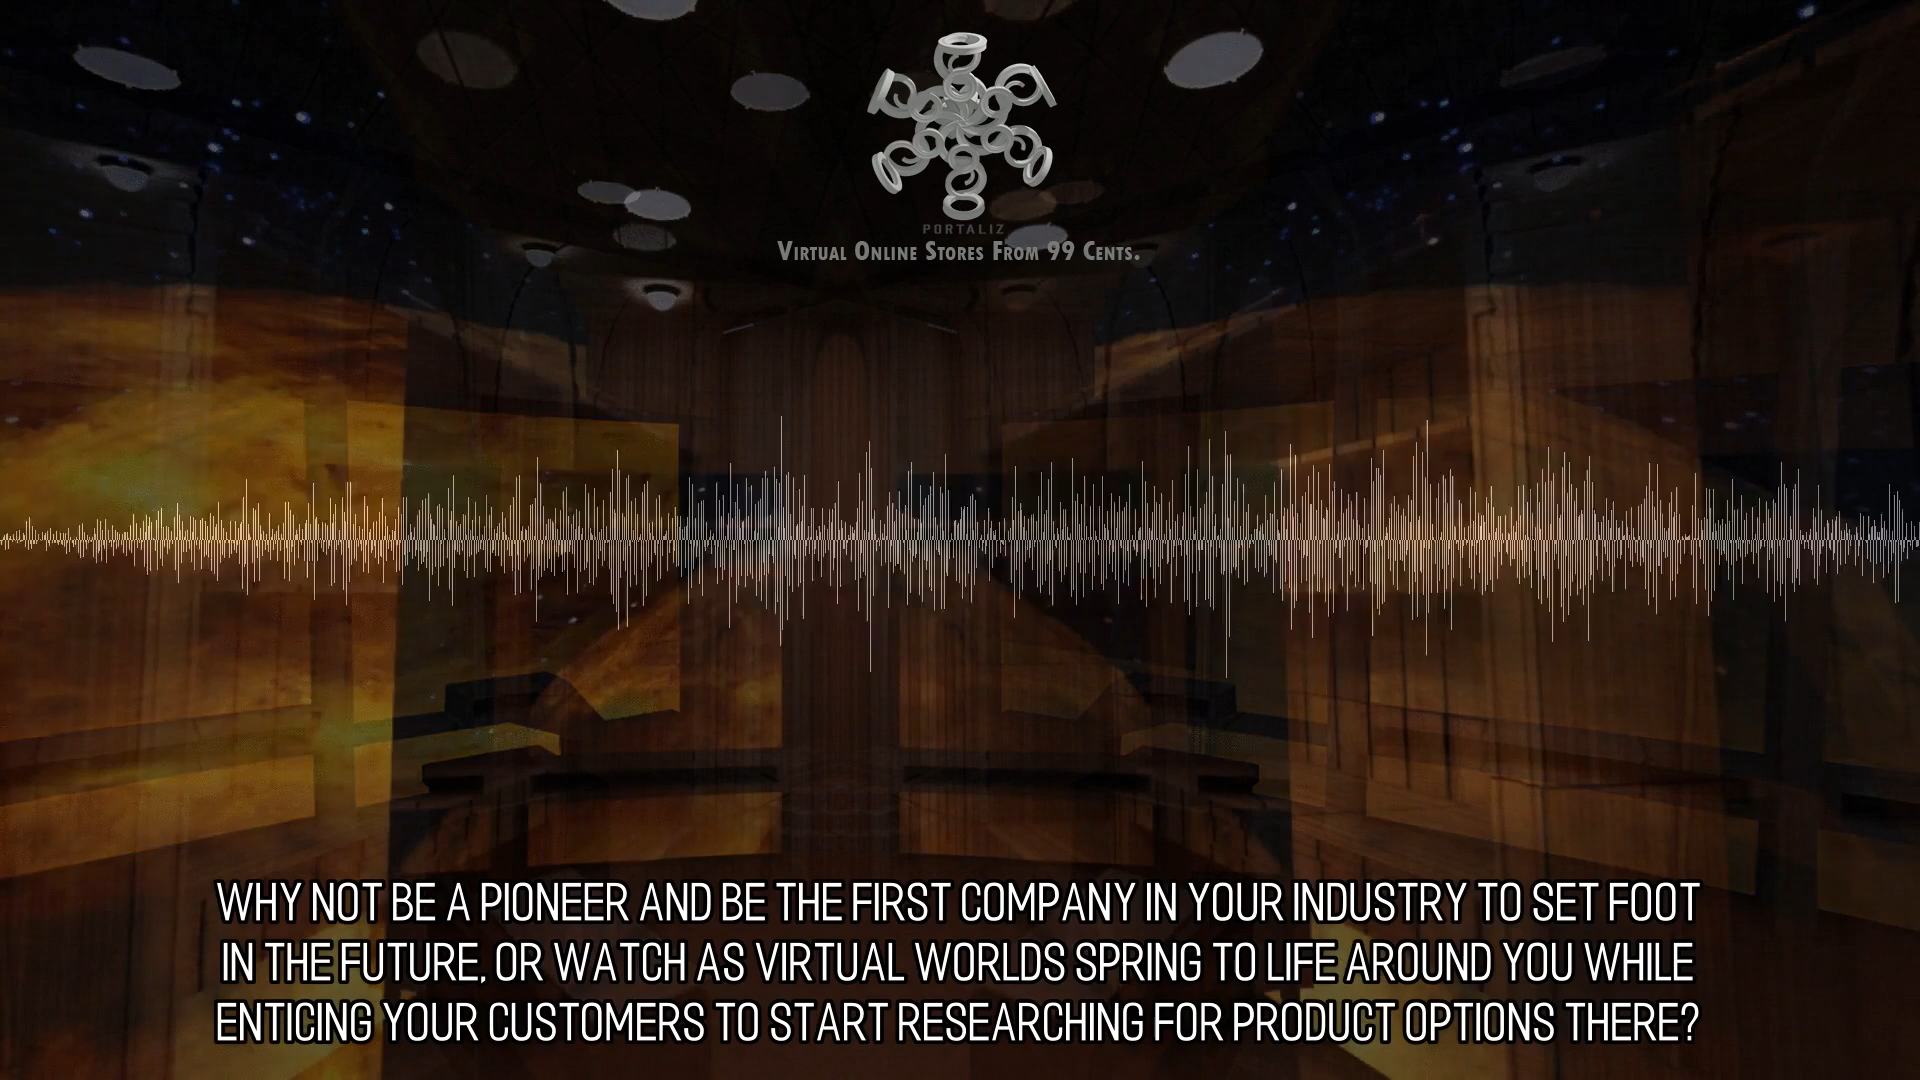 PORTALIZ
Virtual Online Stores From 99 Cents.
WHY NOT BE A PIONEER AND BE THE FIRST COMPANY IN YOUR INDUSTRY TO SET FOOT
IN THE FUTURE, OR WATCH AS VIRTUAL WORLDS SPRING TO LIFE AROUND YOU WHILE
ENTICING YOUR CUSTOMERS TO START RESEARCHING FOR PRODUCT OPTIONS THERE?